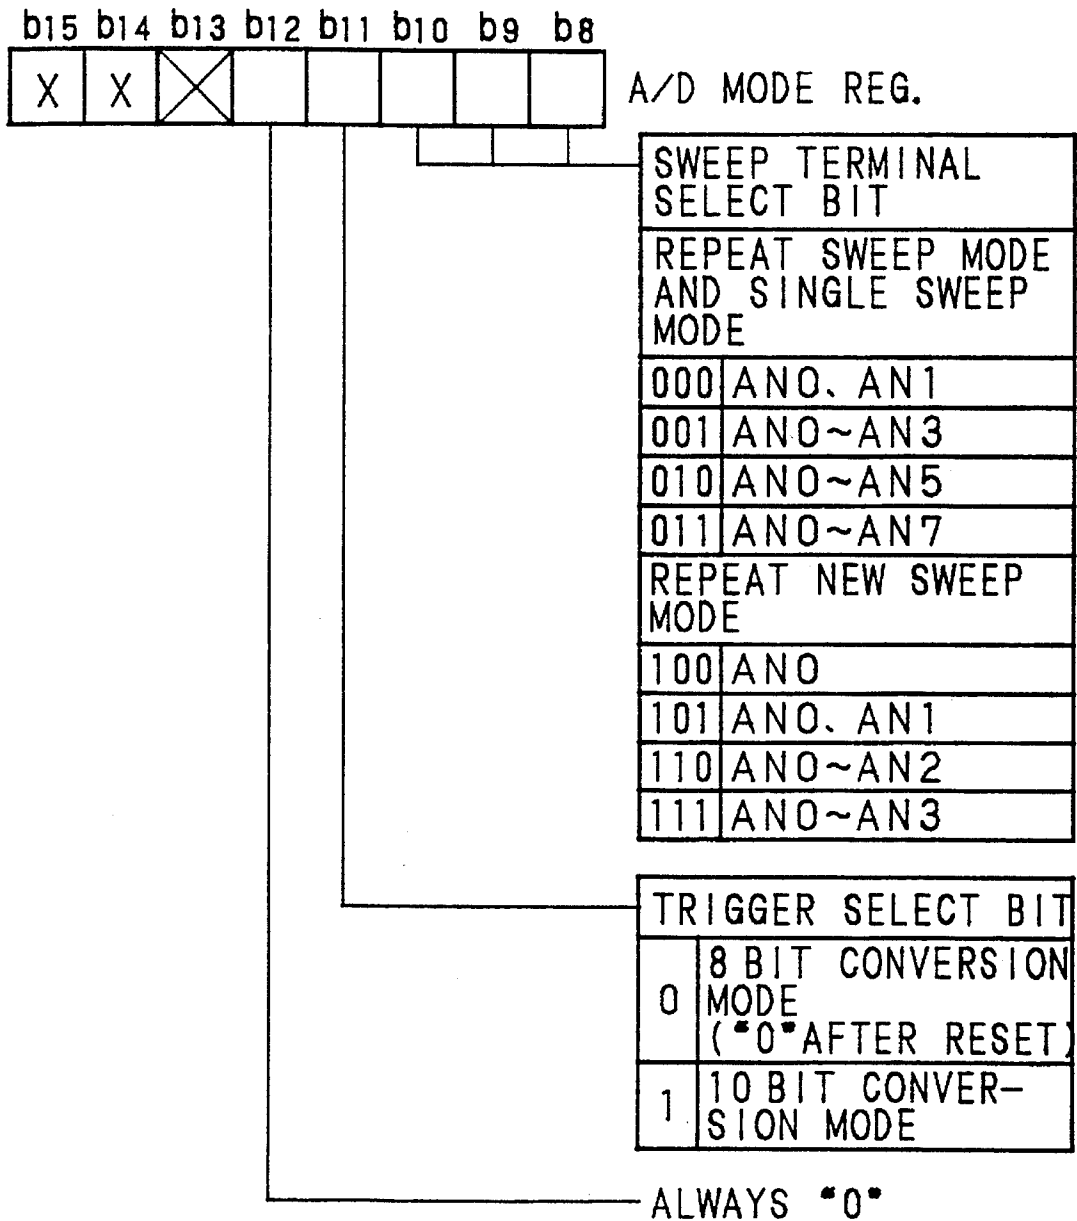 b15 b14 b13 b12 b11 b10 b9 b8
X X
A/D MODE REG.
SWEEP TERMINAL
SELECT BIT
REPEAT SWEEP MODE
AND SINGLE SWEEP
MODE
000 AN0、AN1
001 AN0~AN3
010 AN0~AN5
011 AN0~AN7
REPEAT NEW SWEEP
MODE
100 AN0
101 AN0、AN1
110 AN0~AN2
111 AN0~AN3
TRIGGER SELECT BIT
0 8 BIT CONVERSION
MODE
("0"AFTER RESET)
1 10 BIT CONVER-
SION MODE
ALWAYS "0"